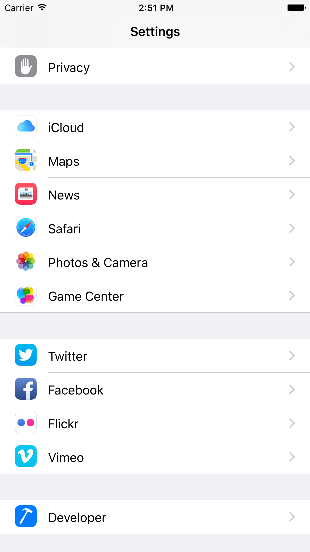 Carrier 2:51 PM
Settings
Privacy
iCloud
Maps
News
Safari
Photos & Camera
Game Center
Twitter
Facebook
Flickr
Vimeo
Developer